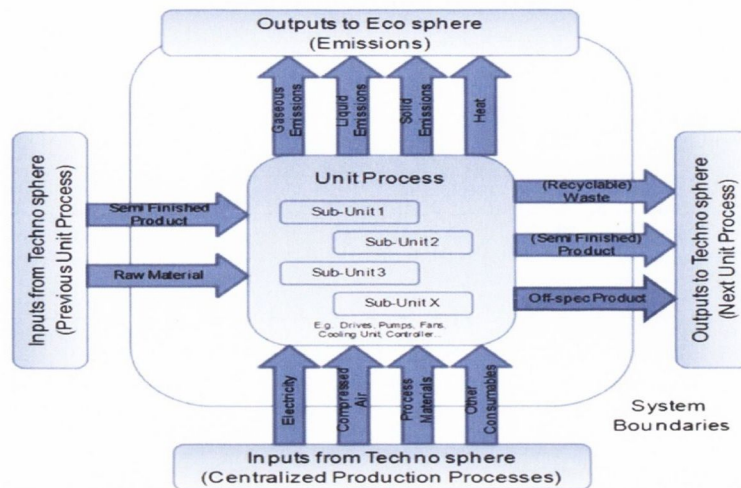 Outputs to Eco sphere
(Emissions)
Gaseous
Emissions
Liquid
Emissions
Solid
Emissions
Heat
Inputs from Techno sphere
(Previous Unit Process)
Semi Finished
Product
Raw Material
Unit Process
Sub-Unit 1
Sub-Unit 2
Sub-Unit 3
Sub-Unit X
E.g. Drives, Pumps, Fans,
Cooling Unit, Controller...
(Recyclable)
Waste
(Semi Finished)
Product
Off-spec Product
Outputs to Techno sphere
(Next Unit Process)
Electricity
Compressed
Air
Process
Materials
Other
Consumables
System
Boundaries
Inputs from Techno sphere
(Centralized Production Processes)